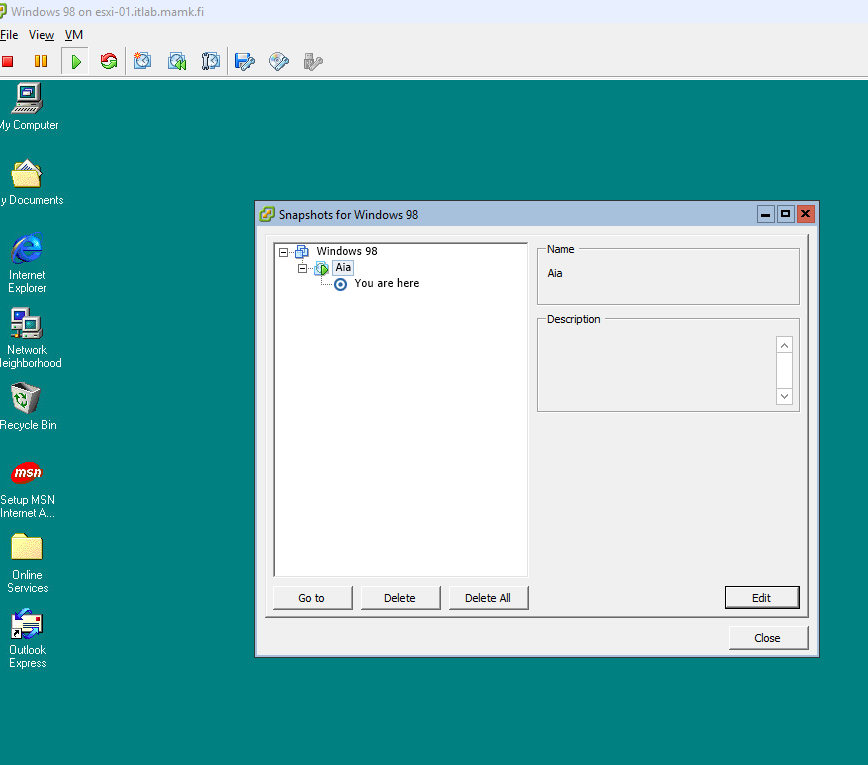 Windows 98 on esxi-01.itlab.mamk.fi
File View VM
My Computer
y Documents
Internet
Explorer
Network
Neighborhood
Recycle Bin
msn
Setup MSN
Internet A...
Online
Services
Outlook
Express
Snapshots for Windows 98
Windows 98
Aia
You are here
Name
Aia
Description
Go to
Delete
Delete All
Edit
Close